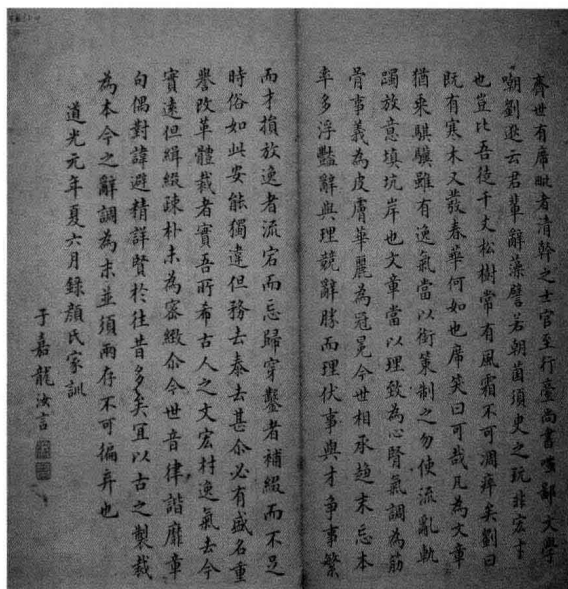 齊世有席毗者清幹之士官至行臺尚書嗤鄙文學
嘲劉逖云君輩辭藻譬若朝菌須臾之玩非宏才
也豈比吾徒千丈松樹常有風霜不可凋瘁矣劉曰
既有寒木又發春華何如也席笑曰可哉凡為文章
猶乘騏驥雖有逸氣當以銜策制之勿使流亂軌
躅放意填坑岸也文章當以理致為心腎氣調為筋
骨事義為皮膚華麗為冠冕今世相承趨末忘本
率多浮豔辭與理競辭勝而理伏事與才爭事繁
而才損放逸者流宕而忘歸穿鑿者補綴而不足
時俗如此安能獨違但務去泰去甚尒必有盛名重
譽改革體裁者實吾所希古人之文宏材逸氣去今
實遠但緝綴疎朴未為密緻尒今世音律諧靡章
句偶對諱避精詳賢於往昔多矣宜以古之製裁
為本今之辭調為末並須兩存不可偏弃也
道光元年夏六月錄顏氏家訓
于嘉龍汝言